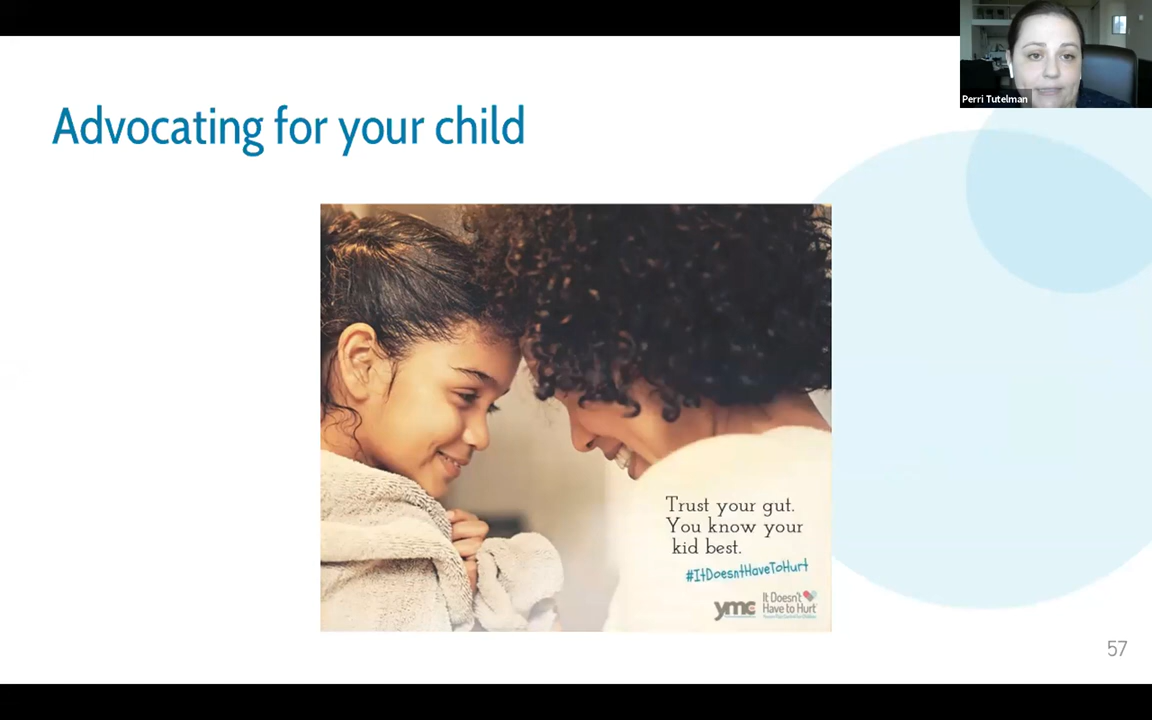 Perri Tutelman
Advocating for your child
Trust your gut.
You know your
kid best.
#ItDoesntHaveToHurt
ymc
It Doesn't
Have to Hurt
57